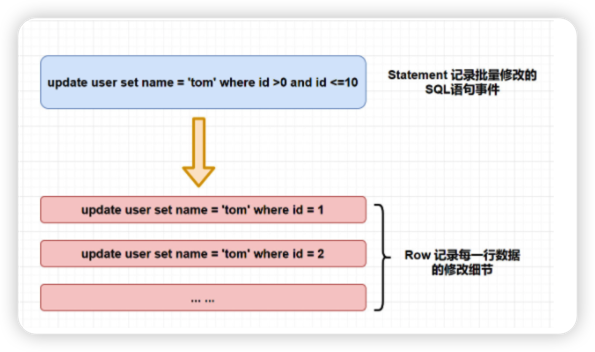 update user set name = 'tom' where id >0 and id <=10
Statement 记录批量修改的
SQL语句事件
update user set name = 'tom' where id = 1
update user set name = 'tom' where id = 2
... ...
Row 记录每一行数据
的修改细节